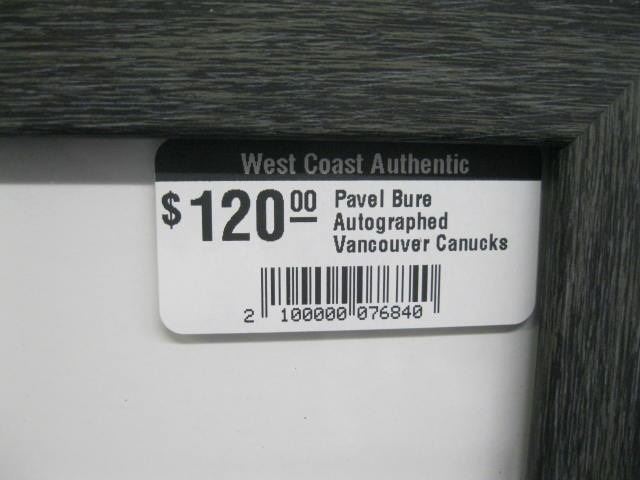 West Coast Authentic
$120.00 Pavel Bure
Autographed
Vancouver Canucks
2 100000 076840